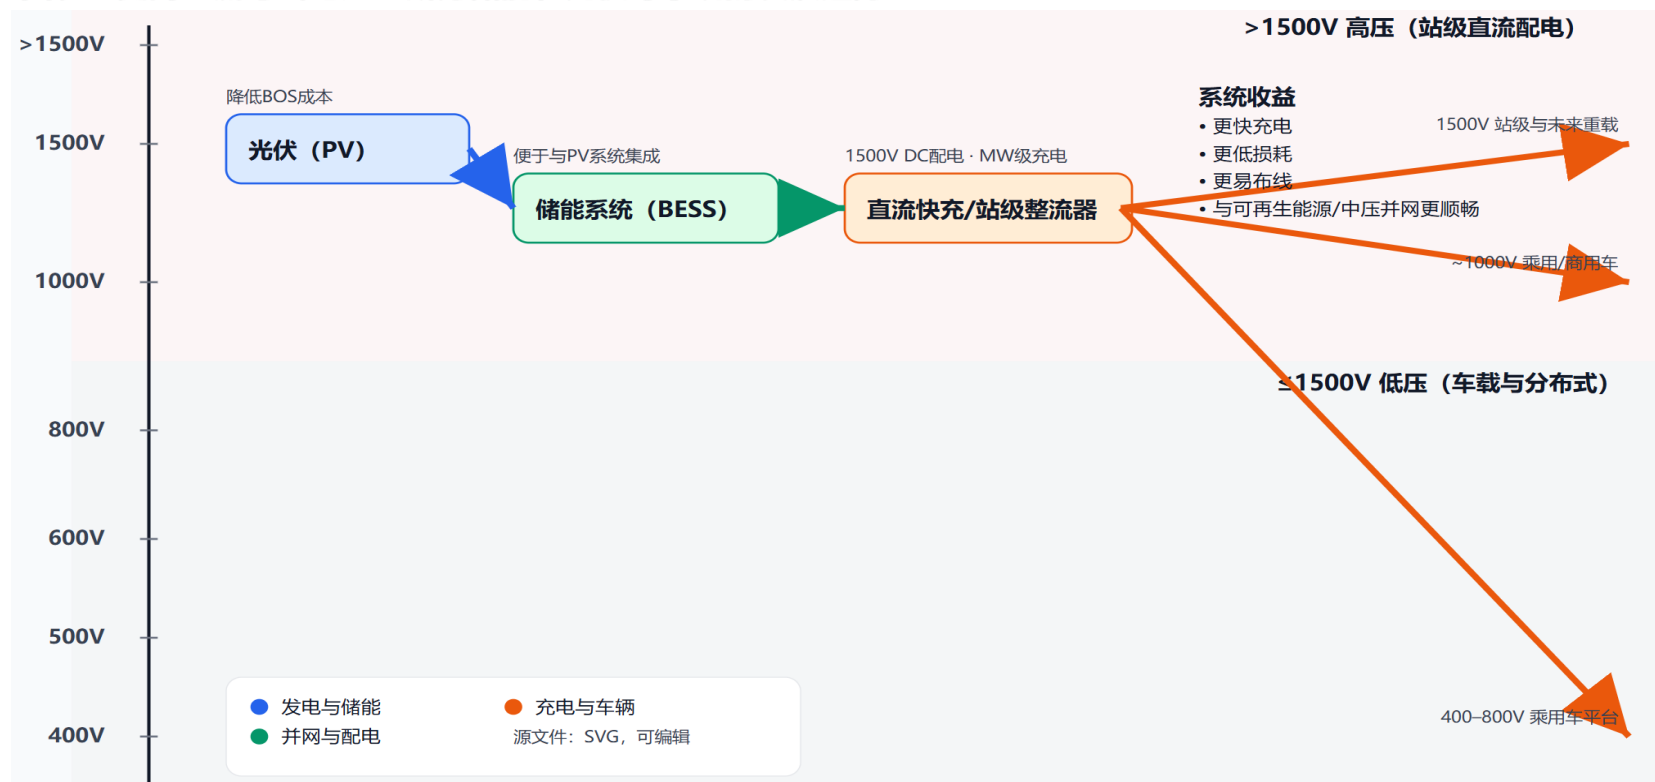 >1500V 高压（站级直流配电）
>1500V
降低BOS成本
系统收益
• 更快充电
1500V 站级与未来重载
1500V
光伏（PV）
便于与PV系统集成
1500V DC配电 · MW级充电
• 更低损耗
• 更易布线
储能系统（BESS）
直流快充/站级整流器
• 与可再生能源/中压并网更顺畅
~1000V 乘用/商用车
1000V
≤1500V 低压（车载与分布式）
800V
600V
500V
发电与储能
充电与车辆
400–800V 乘用车平台
400V
并网与配电
源文件：SVG，可编辑